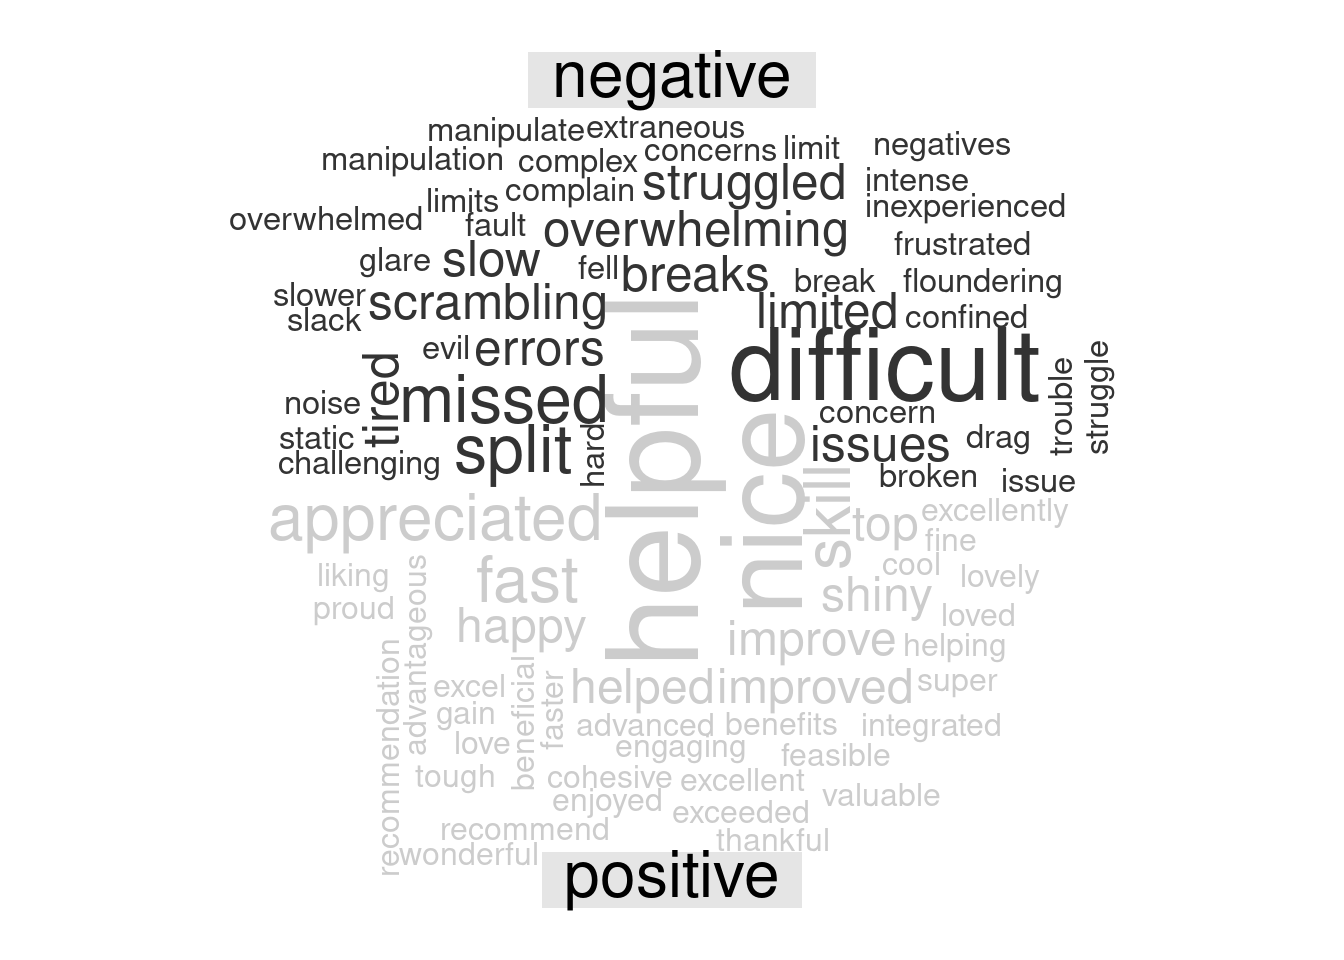 negative
manipulate extraneous
manipulation complex concerns limit negatives
limits complain struggled intense
overwhelmed fault overwhelming inexperienced
glare slow fell breaks frustrated
slower scrambling break floundering
slack limited confined
evil errors difficult
tired missed helpful trouble struggle
noise concern
static split hard nice issues drag
challenging broken issue
appreciated skill top excellently
fine
liking fast cool lovely
proud advantageous happy shiny loved
improve helping
recommendation excel beneficial faster helped improved super
gain advanced benefits integrated
love engaging feasible
tough cohesive excellent valuable
enjoyed exceeded
recommend thankful
wonderful
positive